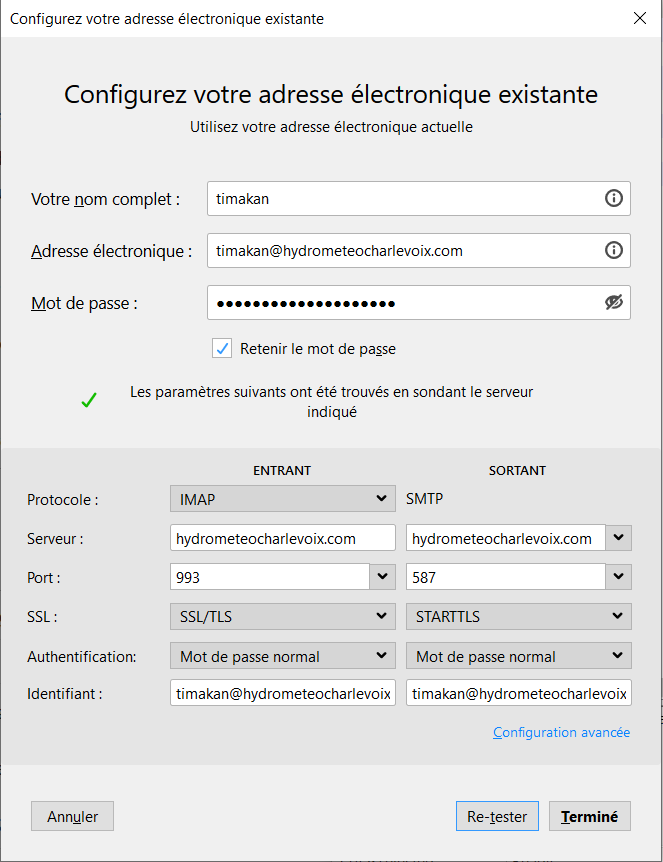 Configurez votre adresse électronique existante
Configurez votre adresse électronique existante
Utilisez votre adresse électronique actuelle
Votre nom complet :
timakan
Adresse électronique :
timakan@hydrometeocharlevoix.com
Mot de passe :
••••••••••••••••••••
Retenir le mot de passe
Les paramètres suivants ont été trouvés en sondant le serveur
indiqué
ENTRANT SORTANT
Protocole : IMAP SMTP
Serveur : hydrometeocharlevoix.com hydrometeocharlevoix.com
Port : 993 587
SSL : SSL/TLS STARTTLS
Authentification: Mot de passe normal Mot de passe normal
Identifiant : timakan@hydrometeocharlevoix timakan@hydrometeocharlevoix
Configuration avancée
Annuler Re-tester Terminé